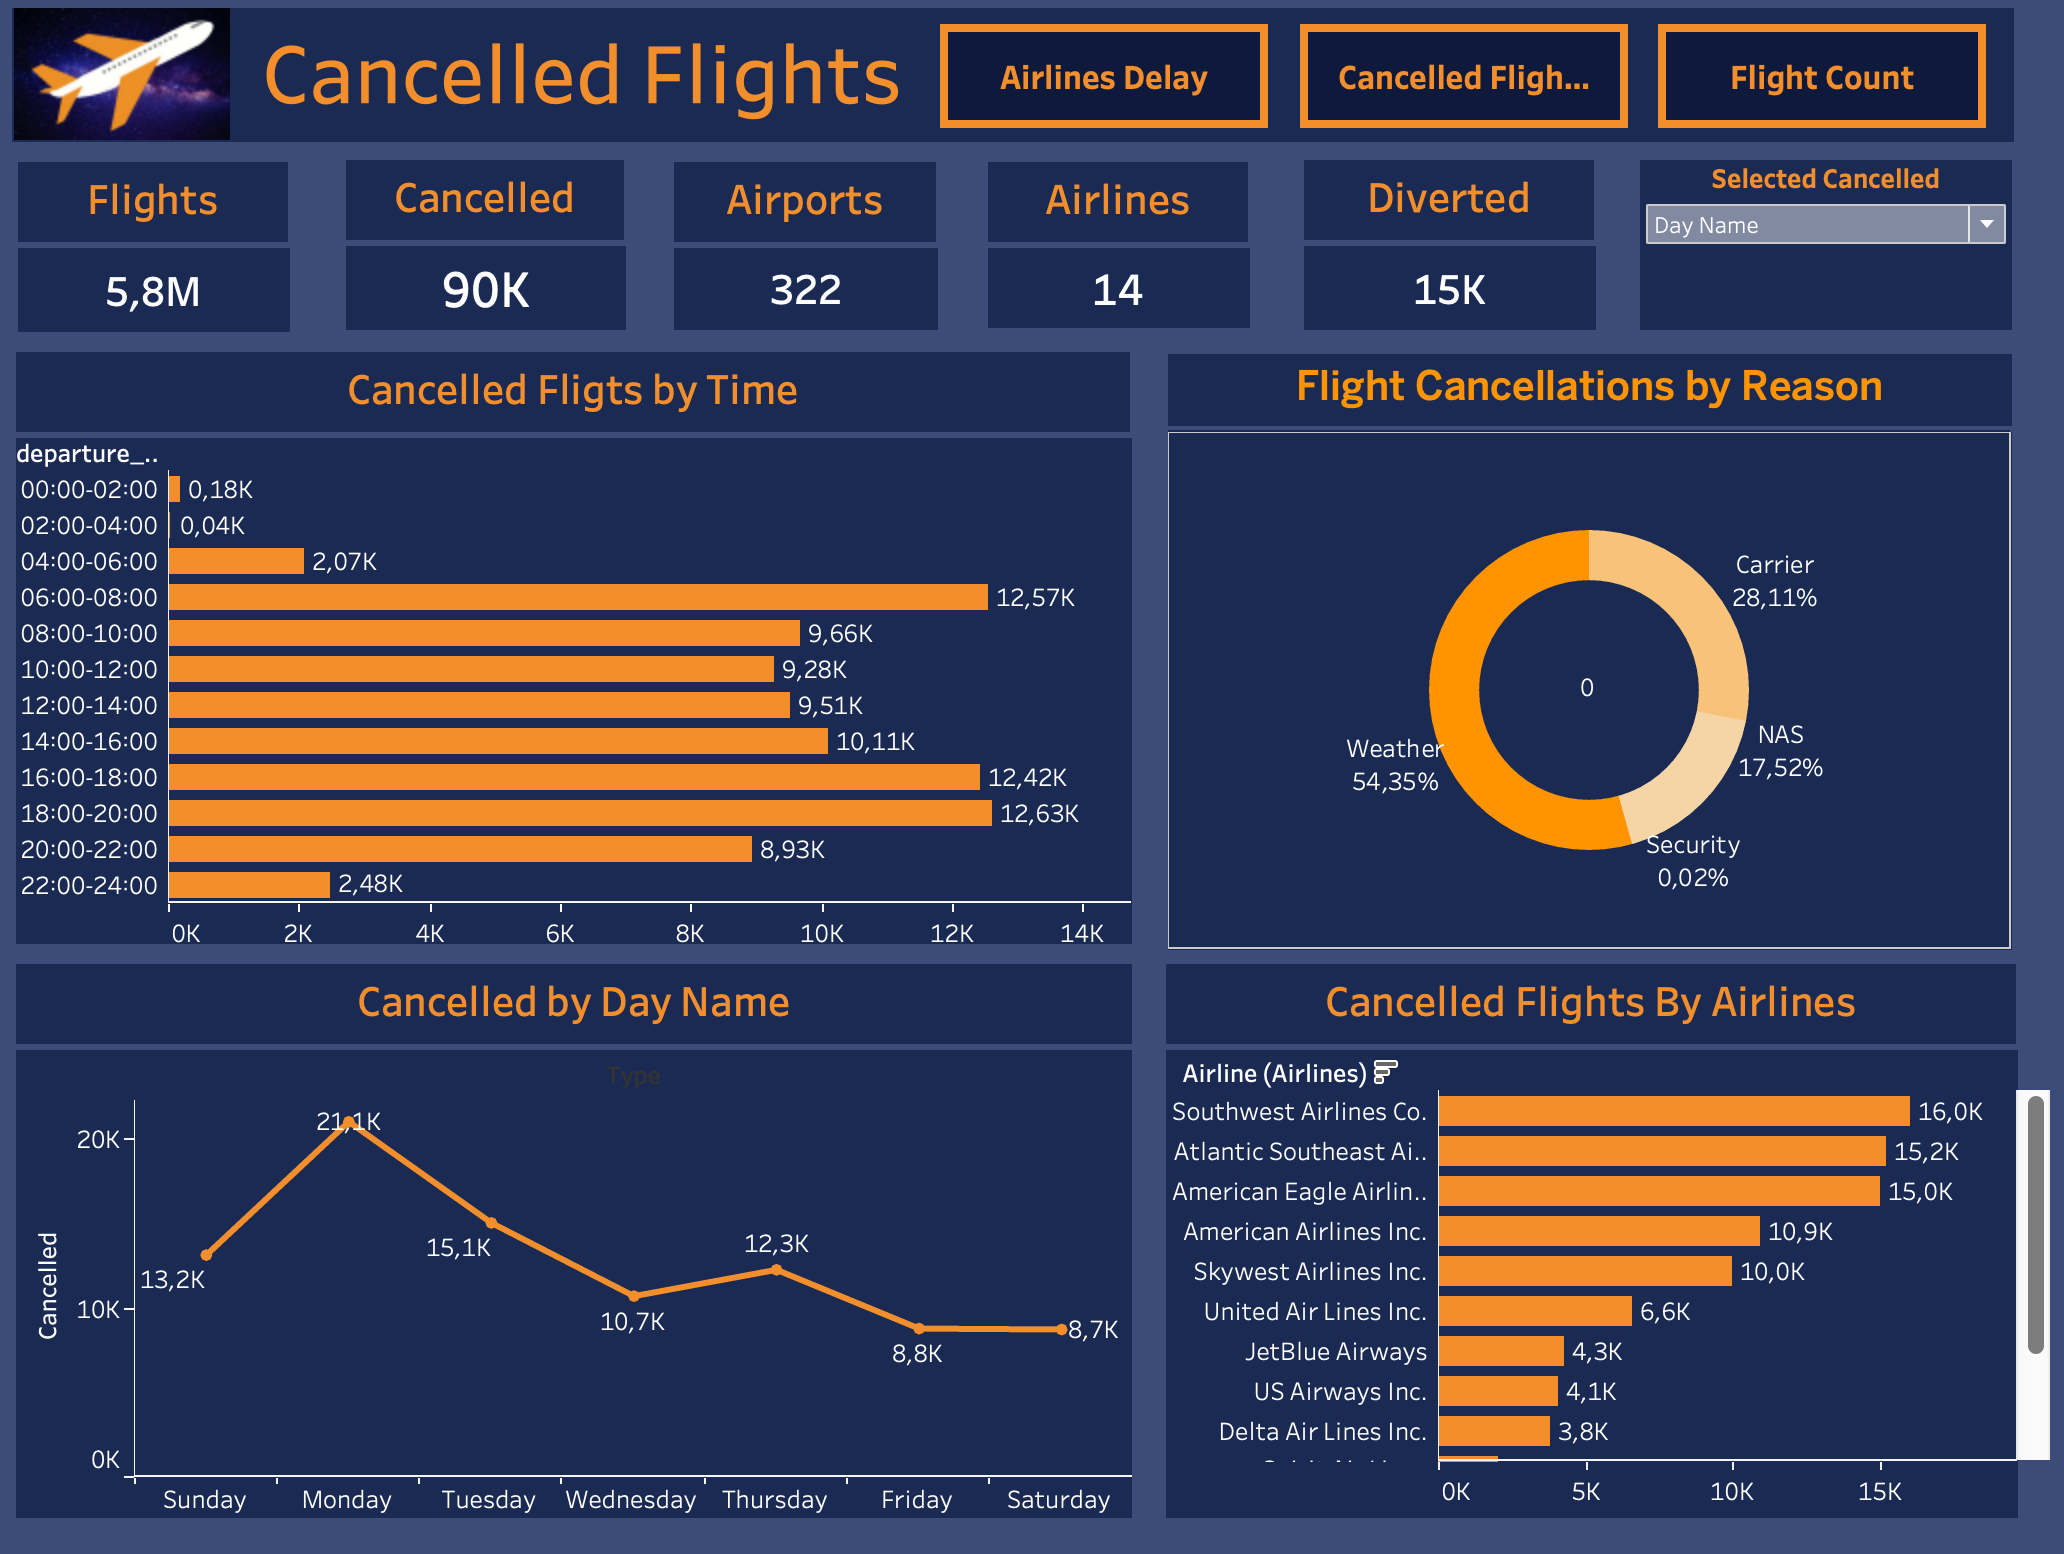 Cancelled Flights
Airlines Delay
Cancelled Fligh...
Flight Count
Flights
Cancelled
Airports
Airlines
Diverted
Selected Cancelled
Day Name
5,8M
90K
322
14
15K
Cancelled Fligts by Time
departure_..
00:00-02:00 0,18K
02:00-04:00 0,04K
04:00-06:00 2,07K
06:00-08:00 12,57K
08:00-10:00 9,66K
10:00-12:00 9,28K
12:00-14:00 9,51K
14:00-16:00 10,11K
16:00-18:00 12,42K
18:00-20:00 12,63K
20:00-22:00 8,93K
22:00-24:00 2,48K
0K 2K 4K 6K 8K 10K 12K 14K
Flight Cancellations by Reason
Carrier
28,11%
0
NAS
17,52%
Weather
54,35%
Security
0,02%
Cancelled by Day Name
Type
Cancelled
20K
10K
0K
13,2K
21,1K
15,1K
10,7K
12,3K
8,8K
8,7K
Sunday Monday Tuesday Wednesday Thursday Friday Saturday
Cancelled Flights By Airlines
Airline (Airlines)
Southwest Airlines Co. 16,0K
Atlantic Southeast Ai.. 15,2K
American Eagle Airlin.. 15,0K
American Airlines Inc. 10,9K
Skywest Airlines Inc. 10,0K
United Air Lines Inc. 6,6K
JetBlue Airways 4,3K
US Airways Inc. 4,1K
Delta Air Lines Inc. 3,8K
0K 5K 10K 15K